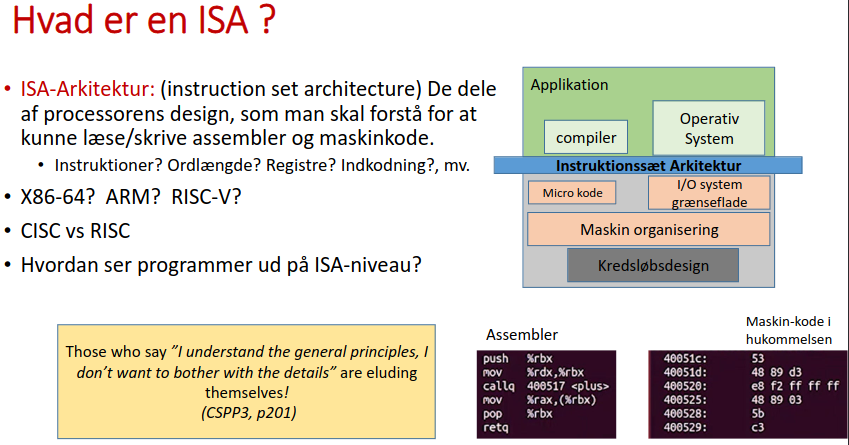 Hvad er en ISA ?
• ISA-Arkitektur: (instruction set architecture) De dele
af processorens design, som man skal forstå for at
kunne læse/skrive assembler og maskinkode.
• Instruktioner? Ordlængde? Registre? Indkodning?, mv.
• X86-64? ARM? RISC-V?
• CISC vs RISC
• Hvordan ser programmer ud på ISA-niveau?
Applikation
compiler
Operativ
System
Instruktionssæt Arkitektur
Micro kode
I/O system
grænseflade
Maskin organisering
Kredsløbsdesign
Those who say ”I understand the general principles, I
don’t want to bother with the details” are eluding
themselves!
(CSPP3, p201)
Assembler
push %rbx
mov %rdx,%rbx
callq 400517 <plus>
mov %rax,(%rbx)
pop %rbx
retq
Maskin-kode i
hukommelsen
40051c: 53
40051d: 48 89 d3
400520: e8 f2 ff ff ff
400525: 48 89 03
400528: 5b
400529: c3